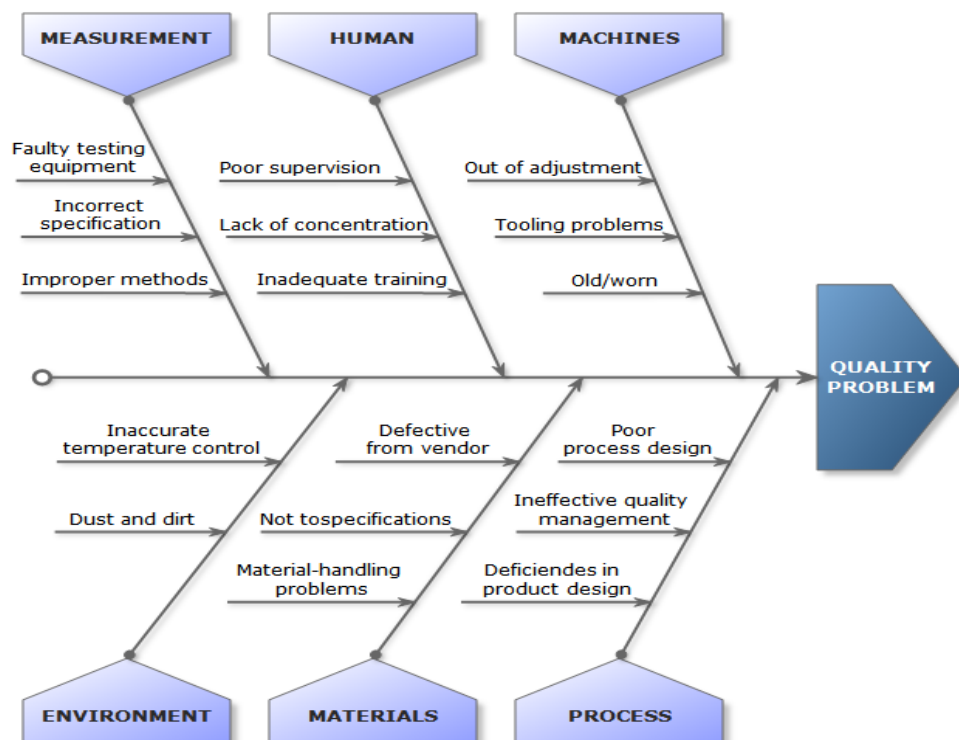 MEASUREMENT
HUMAN
MACHINES
Faulty testing
equipment
Incorrect
specification
Improper methods
Poor supervision
Lack of concentration
Inadequate training
Out of adjustment
Tooling problems
Old/worn
QUALITY
PROBLEM
Inaccurate
temperature control
Dust and dirt
Defective
from vendor
Not tospecifications
Material-handling
problems
Poor
process design
Ineffective quality
management
Deficiendes in
product design
ENVIRONMENT
MATERIALS
PROCESS